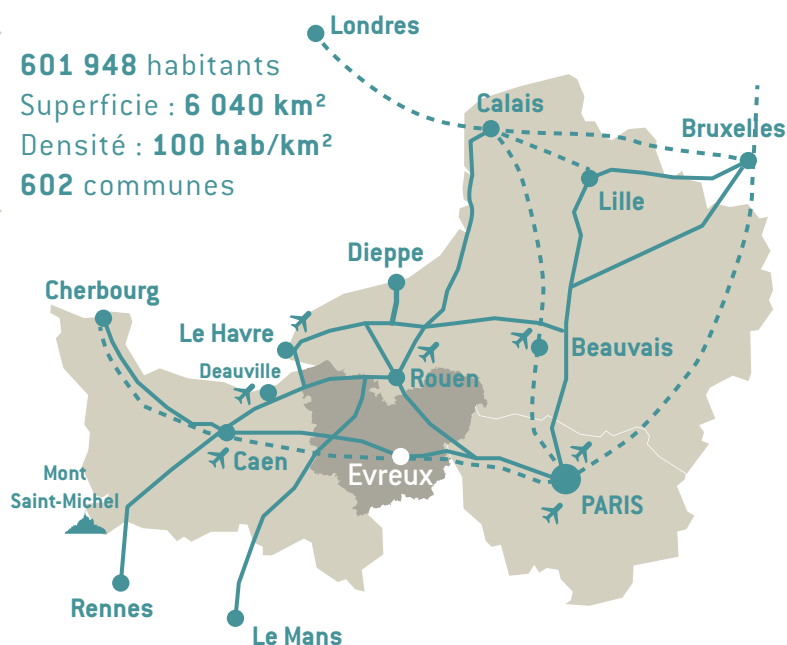 Londres
601 948 habitants
Superficie : 6 040 km²
Densité : 100 hab/km²
602 communes
Calais
Bruxelles
Lille
Dieppe
Cherbourg
Le Havre
Beauvais
Deauville
Rouen
Caen
Evreux
Mont
Saint-Michel
PARIS
Rennes
Le Mans